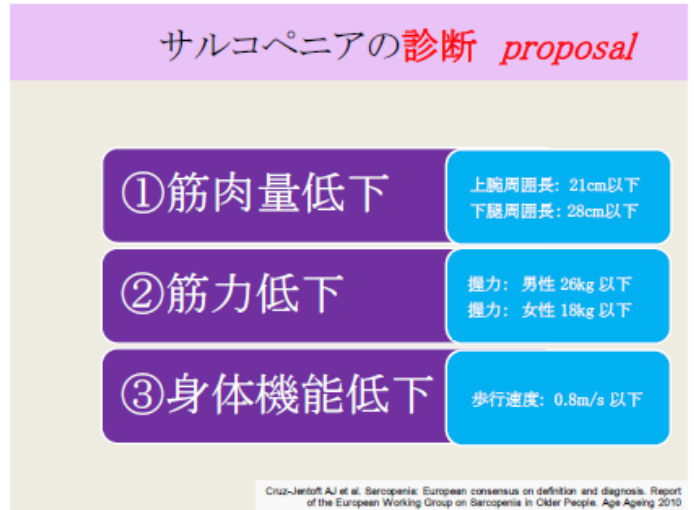 サルコペニアの診断 proposal
①筋肉量低下
上腕周囲長: 21cm以下
下腿周囲長: 28cm以下
②筋力低下
握力: 男性 26kg 以下
握力: 女性 18kg 以下
③身体機能低下
歩行速度: 0.8m/s 以下
Cruz-Jentoft AJ et al. Sarcopenia: European consensus on definition and diagnosis. Report
of the European Working Group on Sarcopenia in Older People. Age Ageing 2010